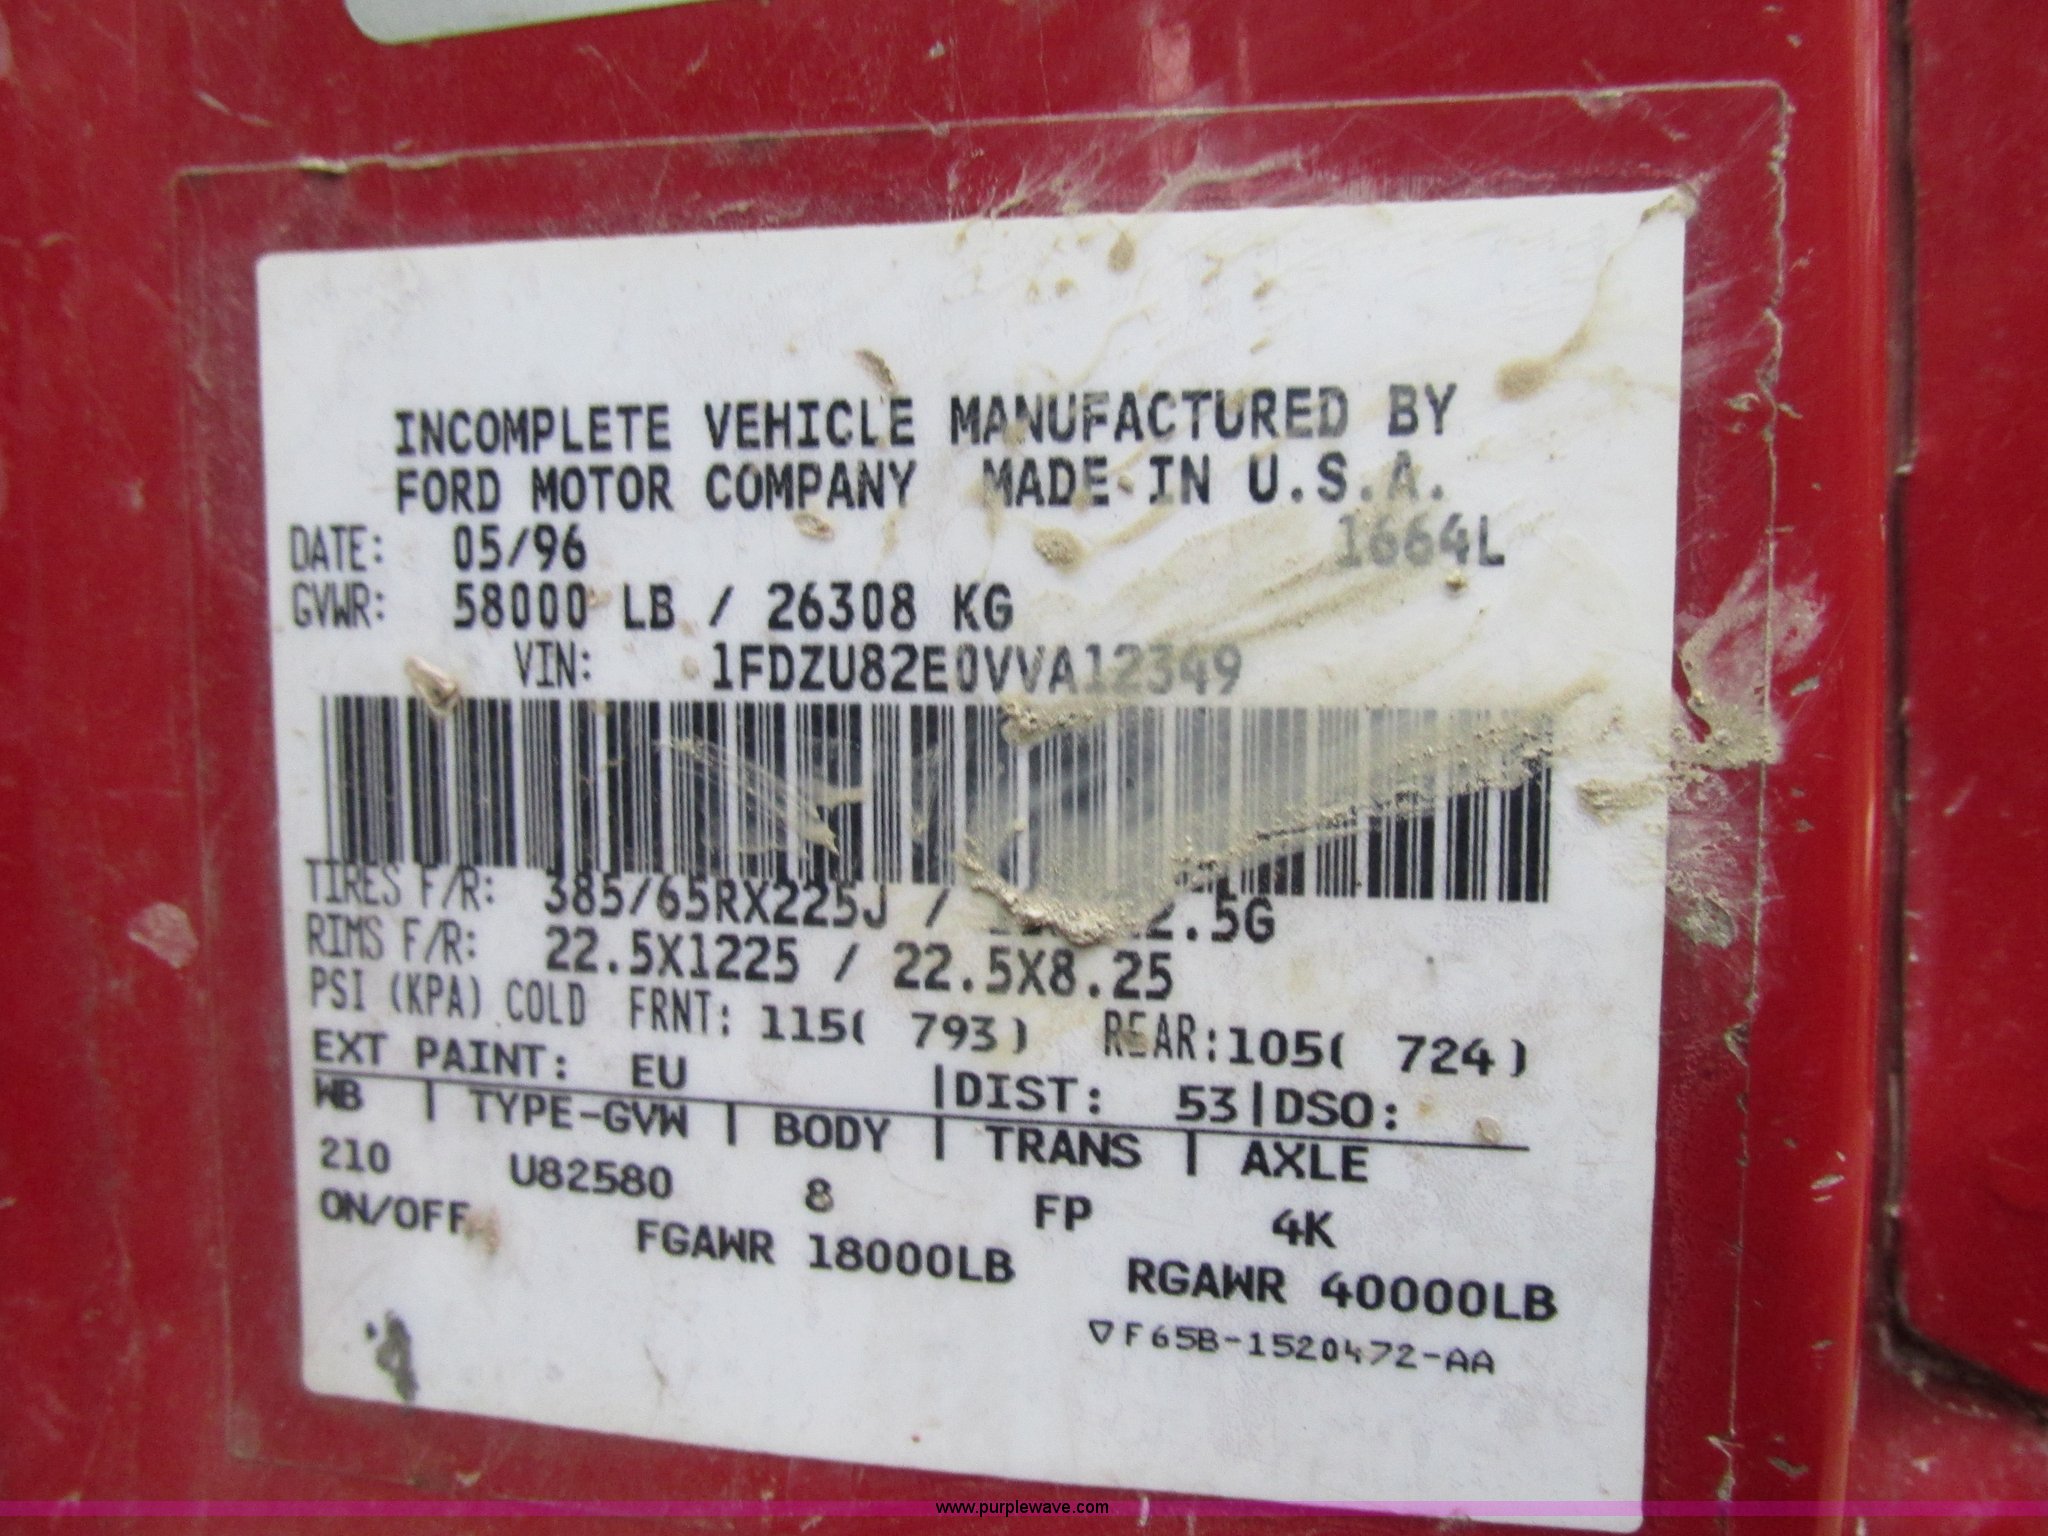 INCOMPLETE VEHICLE MANUFACTURED BY
FORD MOTOR COMPANY MADE IN U.S.A.
DATE: 05/96 1664L
GVWR: 58000 LB / 26308 KG
VIN: 1FDZU82E0VVA12349
TIRES F/R: 385/65RX225J /
RIMS F/R: 22.5X1225 / 22.5X8.25
PSI (KPA) COLD FRNT: 115( 793) REAR:105( 724)
EXT PAINT: EU |DIST: 53|DSO:
WB | TYPE-GVW | BODY | TRANS | AXLE
210 U82580 8 FP 4K
ON/OFF FGAWR 18000LB RGAWR 40000LB
▽F65B-1520472-AA
www.purplewave.com